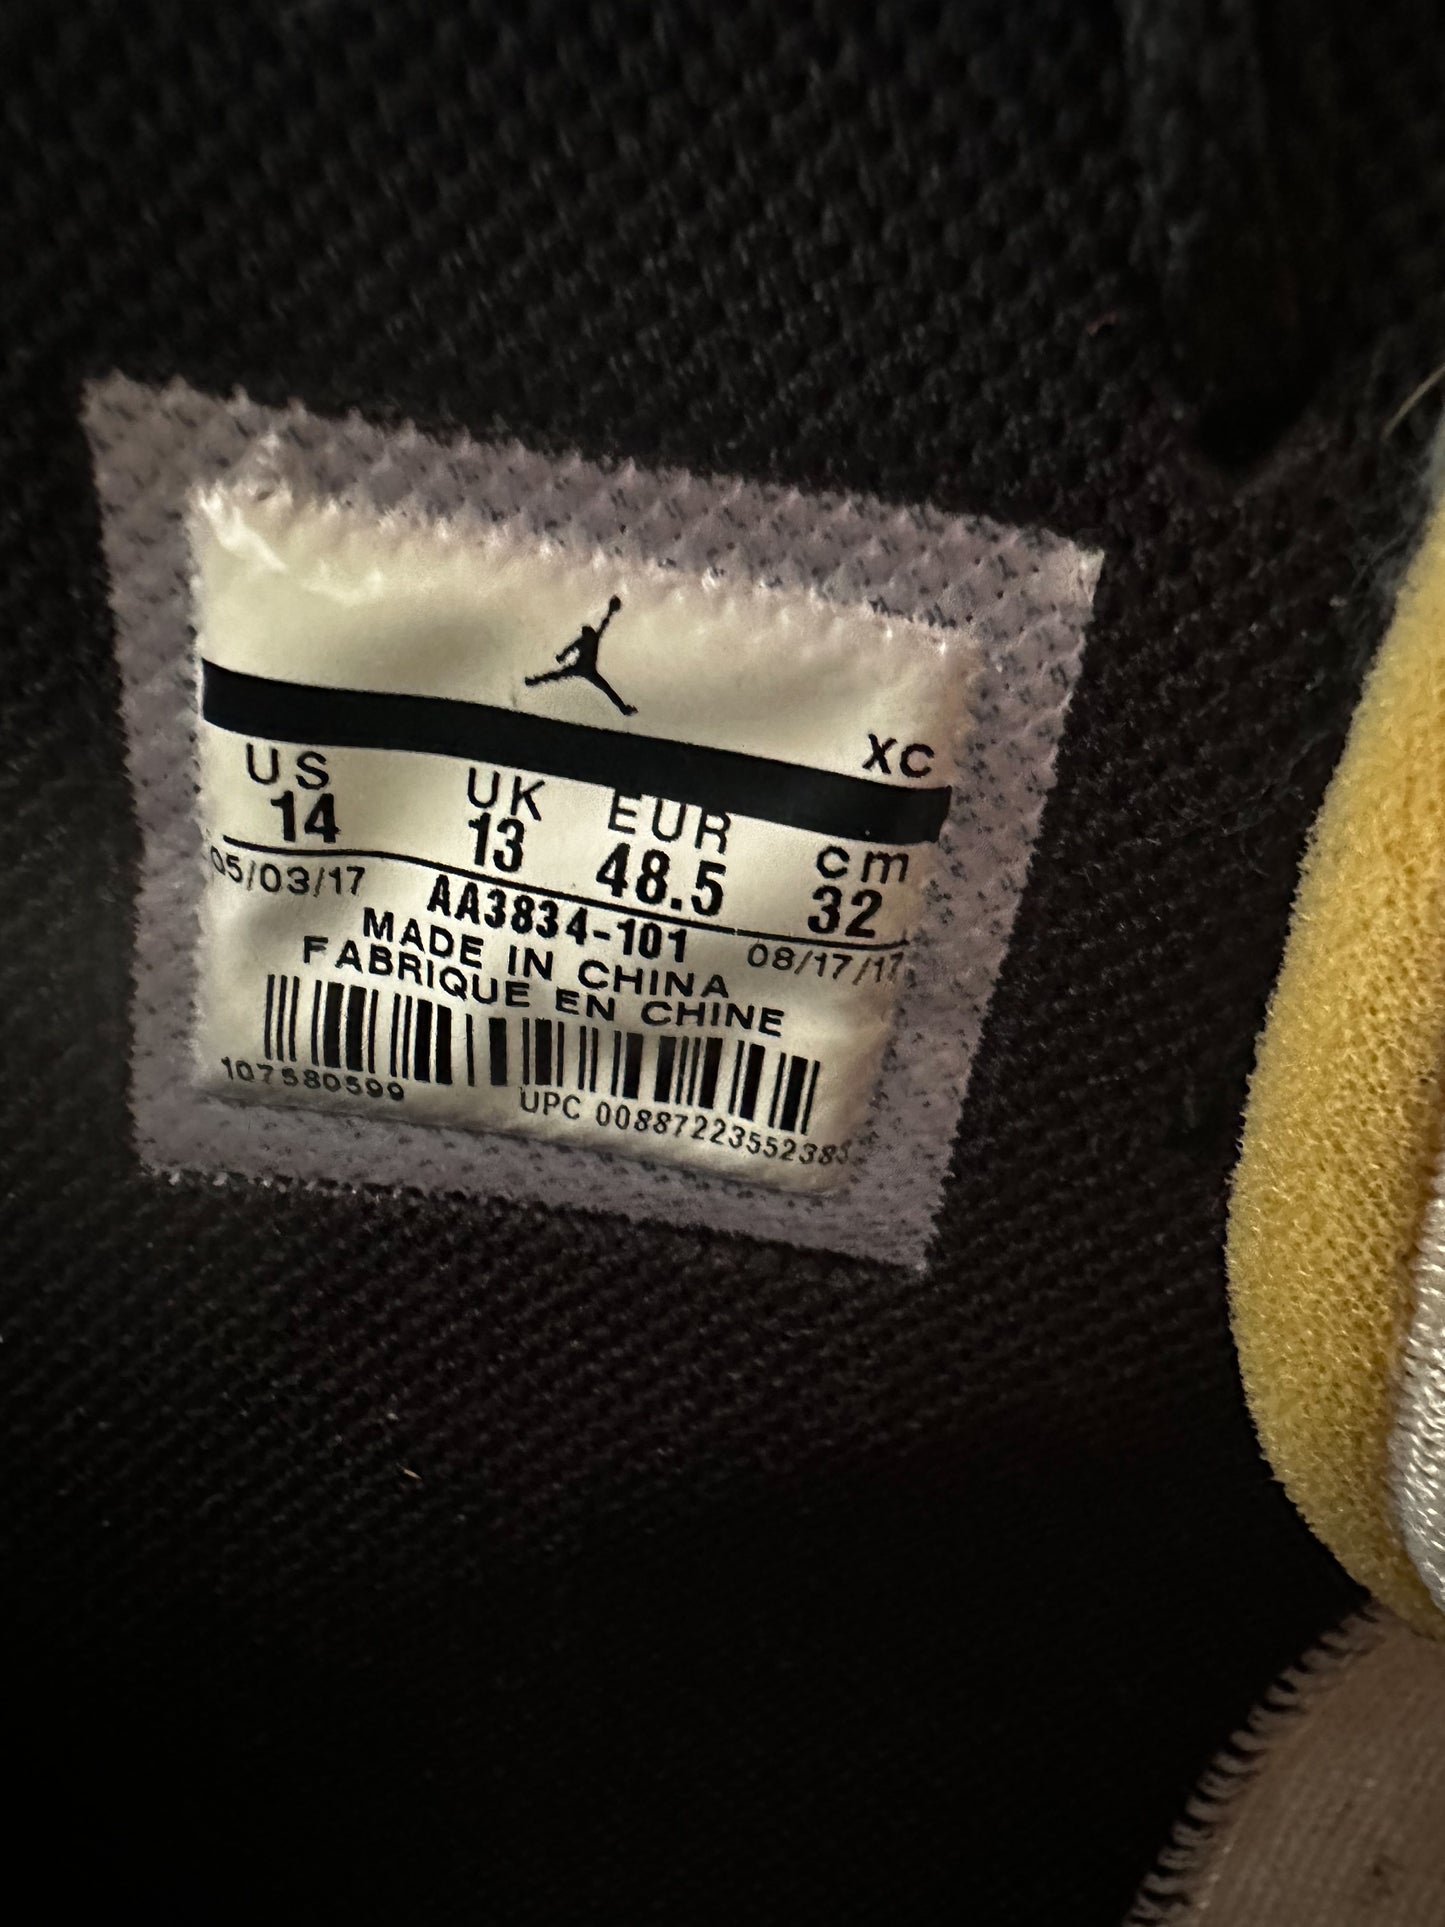 XC
US UK EUR cm
14 13 48.5 32
05/03/17 AA3834-101 08/17/17
MADE IN CHINA
FABRIQUE EN CHINE
107580599 UPC 00887223552383